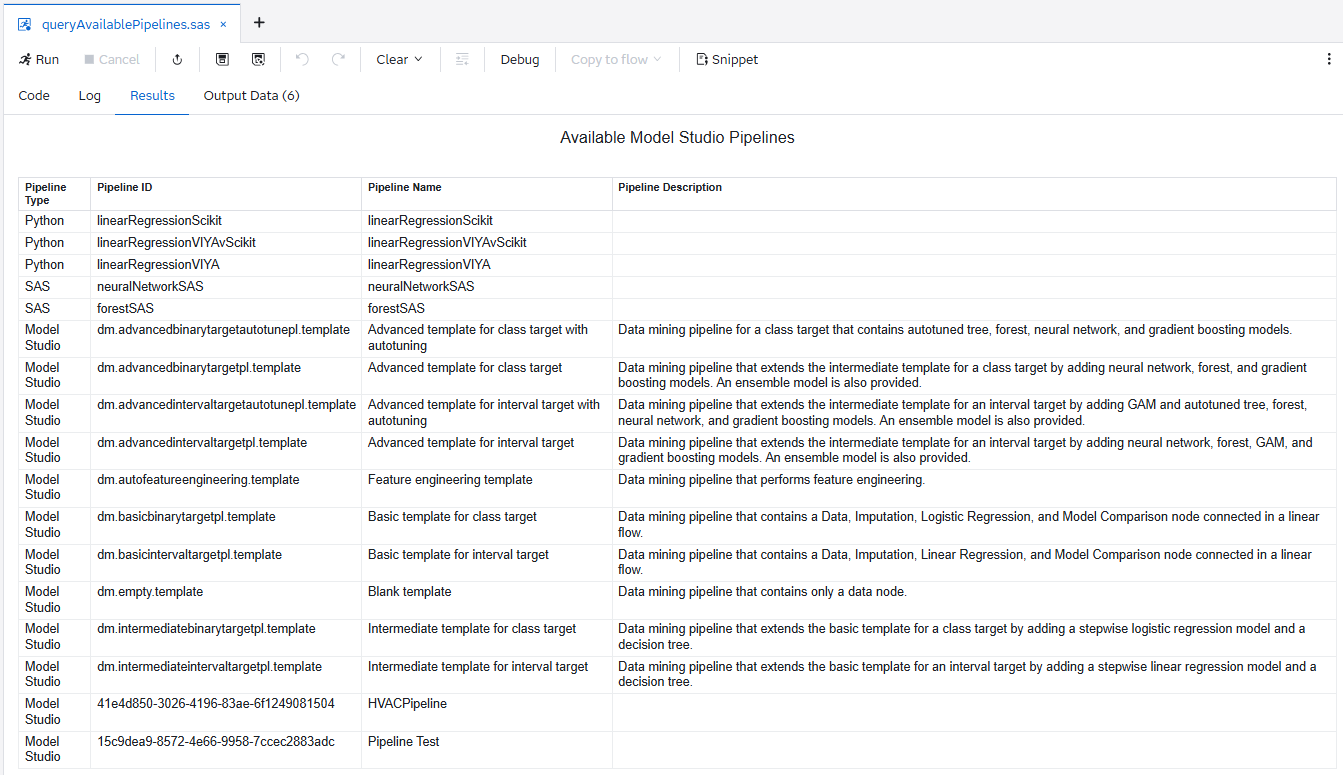 queryAvailablePipelines.sas × +
Run Cancel Clear Debug Copy to flow Snippet
Code Log Results Output Data (6)
Available Model Studio Pipelines
Pipeline Type Pipeline ID Pipeline Name Pipeline Description
Python linearRegressionScikit linearRegressionScikit
Python linearRegressionVIYAvScikit linearRegressionVIYAvScikit
Python linearRegressionVIYA linearRegressionVIYA
SAS neuralNetworkSAS neuralNetworkSAS
SAS forestSAS forestSAS
Model Studio dm.advancedbinarytargetautotunepl.template Advanced template for class target with autotuning Data mining pipeline for a class target that contains autotuned tree, forest, neural network, and gradient boosting models.
Model Studio dm.advancedbinarytargetpl.template Advanced template for class target Data mining pipeline that extends the intermediate template for a class target by adding neural network, forest, and gradient boosting models. An ensemble model is also provided.
Model Studio dm.advancedintervaltargetautotunepl.template Advanced template for interval target with autotuning Data mining pipeline that extends the intermediate template for an interval target by adding GAM and autotuned tree, forest, neural network, and gradient boosting models. An ensemble model is also provided.
Model Studio dm.advancedintervaltargetpl.template Advanced template for interval target Data mining pipeline that extends the intermediate template for an interval target by adding neural network, forest, GAM, and gradient boosting models. An ensemble model is also provided.
Model Studio dm.autofeatureengineering.template Feature engineering template Data mining pipeline that performs feature engineering.
Model Studio dm.basicbinarytargetpl.template Basic template for class target Data mining pipeline that contains a Data, Imputation, Logistic Regression, and Model Comparison node connected in a linear flow.
Model Studio dm.basicintervaltargetpl.template Basic template for interval target Data mining pipeline that contains a Data, Imputation, Linear Regression, and Model Comparison node connected in a linear flow.
Model Studio dm.empty.template Blank template Data mining pipeline that contains only a data node.
Model Studio dm.intermediatebinarytargetpl.template Intermediate template for class target Data mining pipeline that extends the basic template for a class target by adding a stepwise logistic regression model and a decision tree.
Model Studio dm.intermediateintervaltargetpl.template Intermediate template for interval target Data mining pipeline that extends the basic template for an interval target by adding a stepwise linear regression model and a decision tree.
Model Studio 41e4d850-3026-4196-83ae-6f1249081504 HVACPipeline
Model Studio 15c9dea9-8572-4e66-9958-7ccec2883adc Pipeline Test